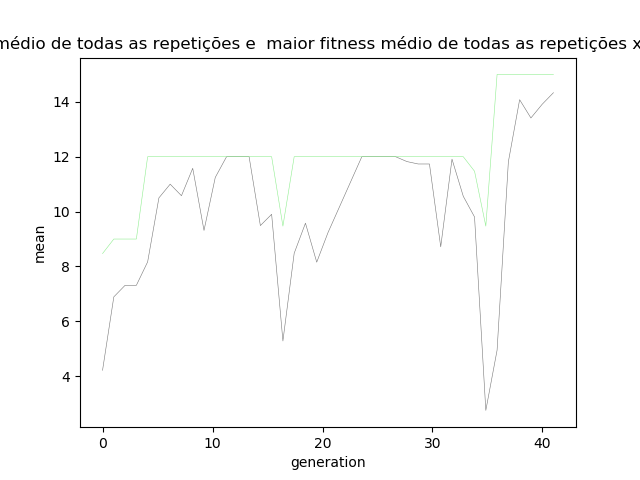 médio de todas as repetições e  maior fitness médio de todas as repetições x
14
12
10
8
6
4
mean
0 10 20 30 40
generation